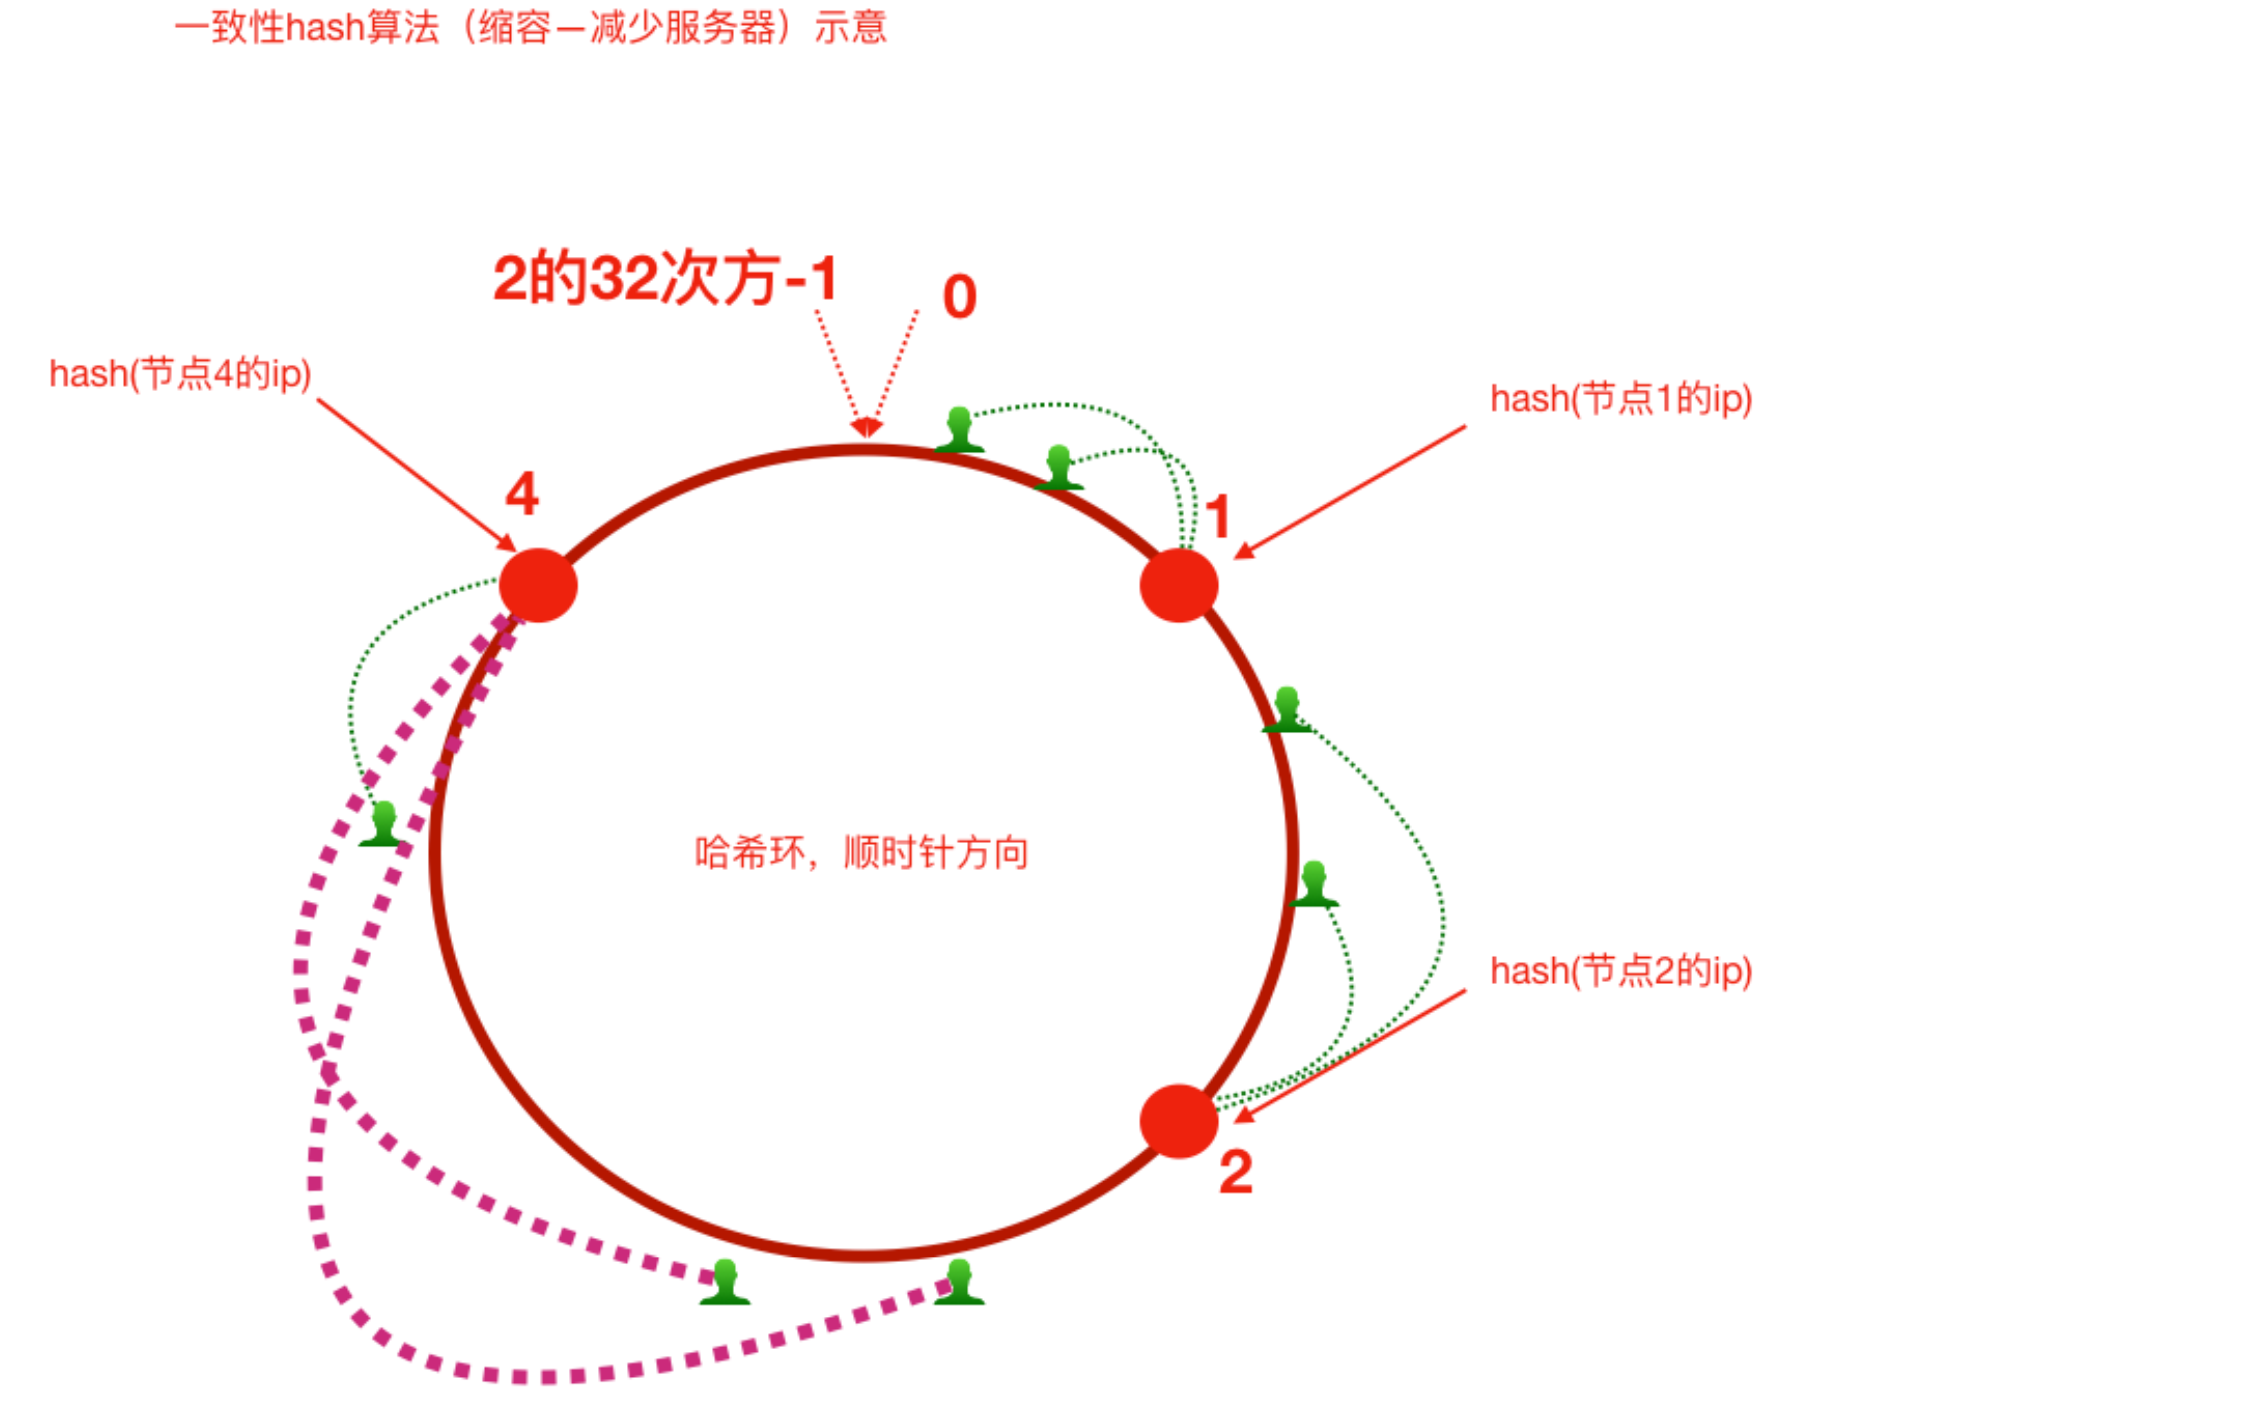 一致性hash算法（缩容—减少服务器）示意
2的32次方-1
0
hash(节点4的ip)
hash(节点1的ip)
4
1
哈希环，顺时针方向
hash(节点2的ip)
2